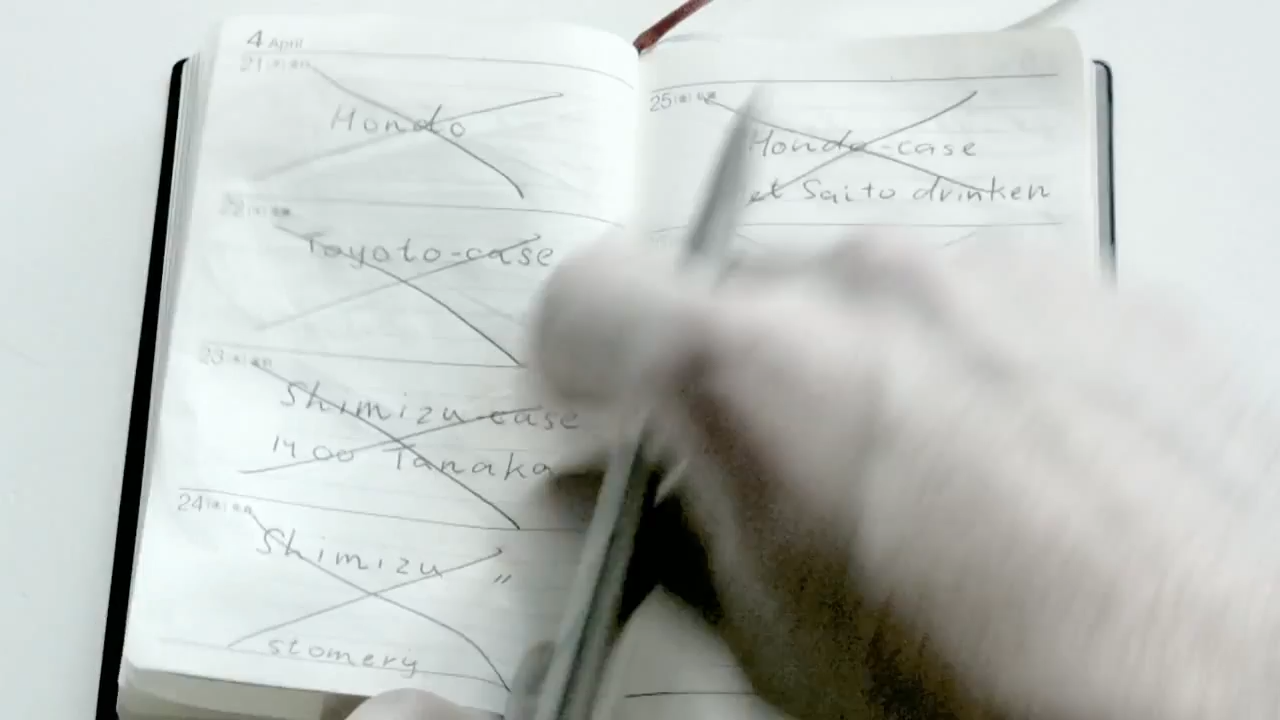 4 April
21
Hondo
22
Toyoto-case
23
Shimizu case
14 00 Tanaka
24
Shimizu "
stomerij
25
Hondo-case
et Saito drinken